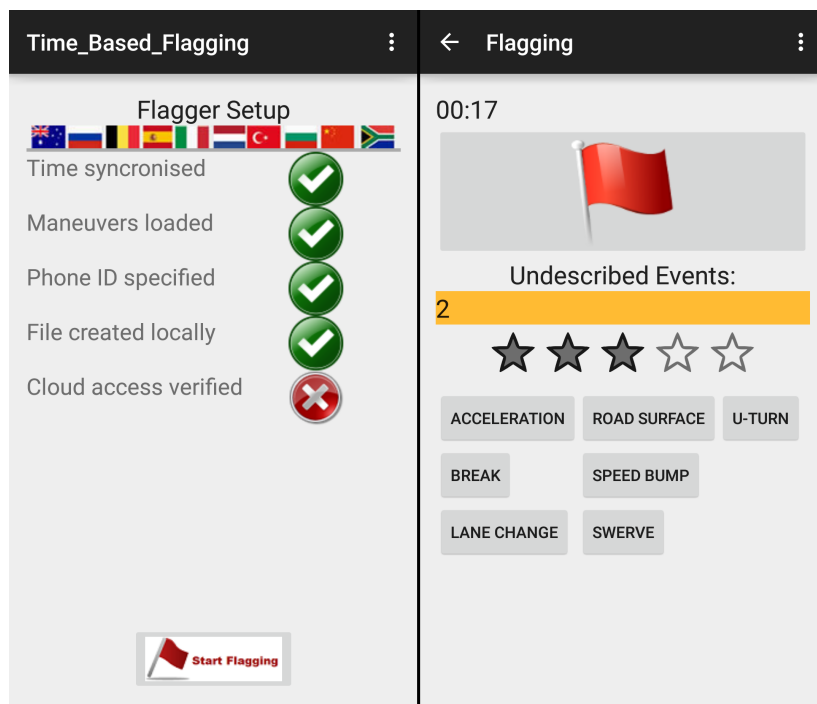 Time_Based_Flagging
Flagger Setup
Time syncronised
Maneuvers loaded
Phone ID specified
File created locally
Cloud access verified
Start Flagging
Flagging
00:17
Undescribed Events:
2
ACCELERATION ROAD SURFACE U-TURN
BREAK SPEED BUMP
LANE CHANGE SWERVE